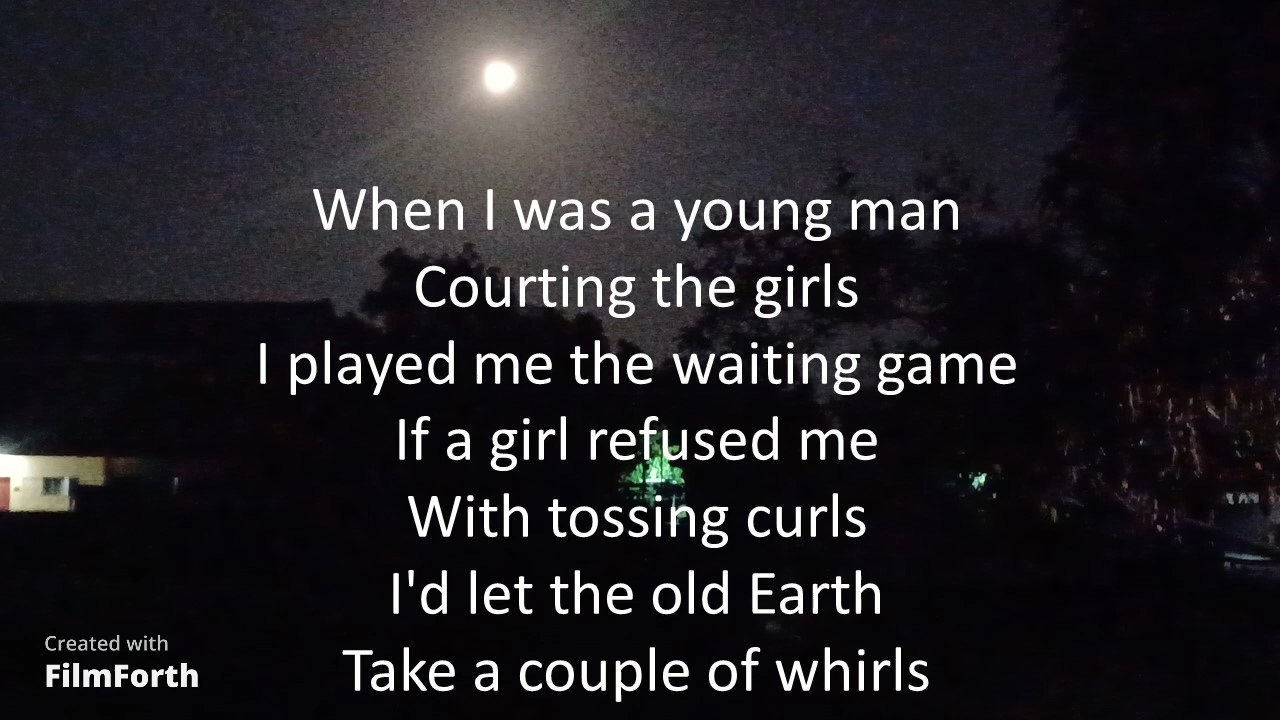 When I was a young man
Courting the girls
I played me the waiting game
If a girl refused me
With tossing curls
I'd let the old Earth
Take a couple of whirls
Created with
FilmForth